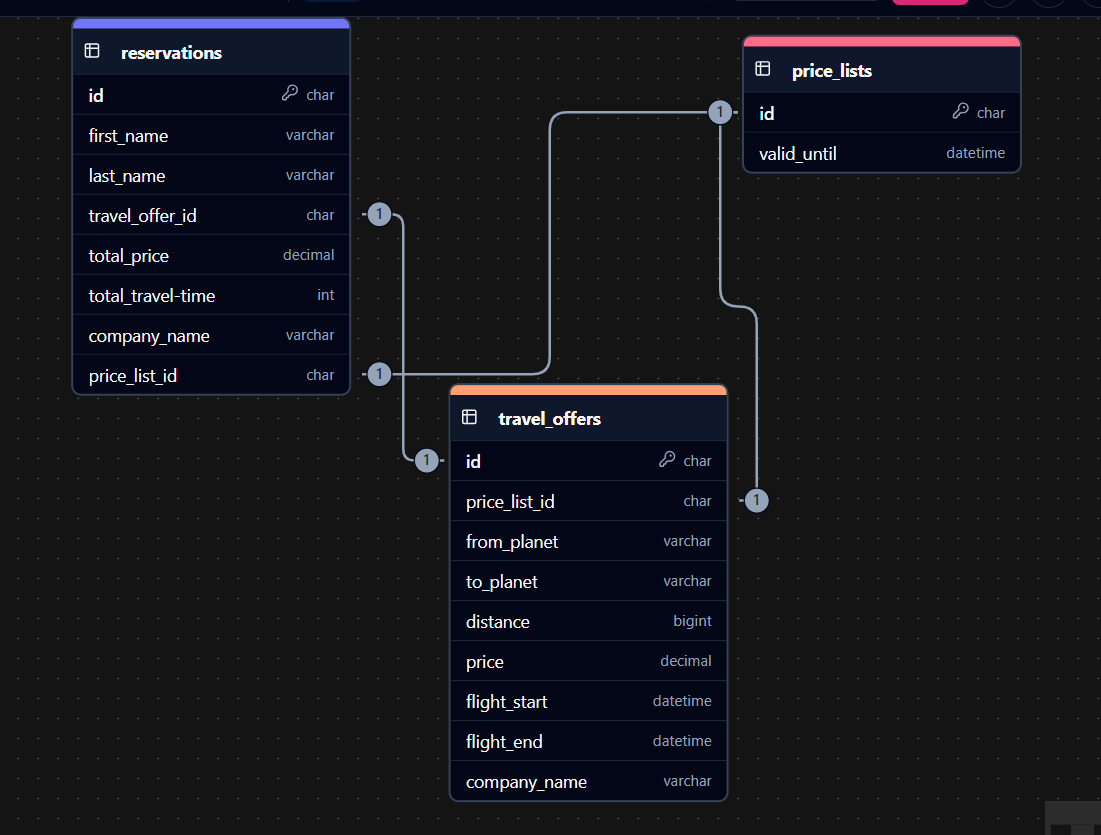 reservations
id char
first_name varchar
last_name varchar
travel_offer_id char
total_price decimal
total_travel-time int
company_name varchar
price_list_id char
1
1
price_lists
id char
valid_until datetime
1
travel_offers
1
id char
price_list_id char
1
from_planet varchar
to_planet varchar
distance bigint
price decimal
flight_start datetime
flight_end datetime
company_name varchar